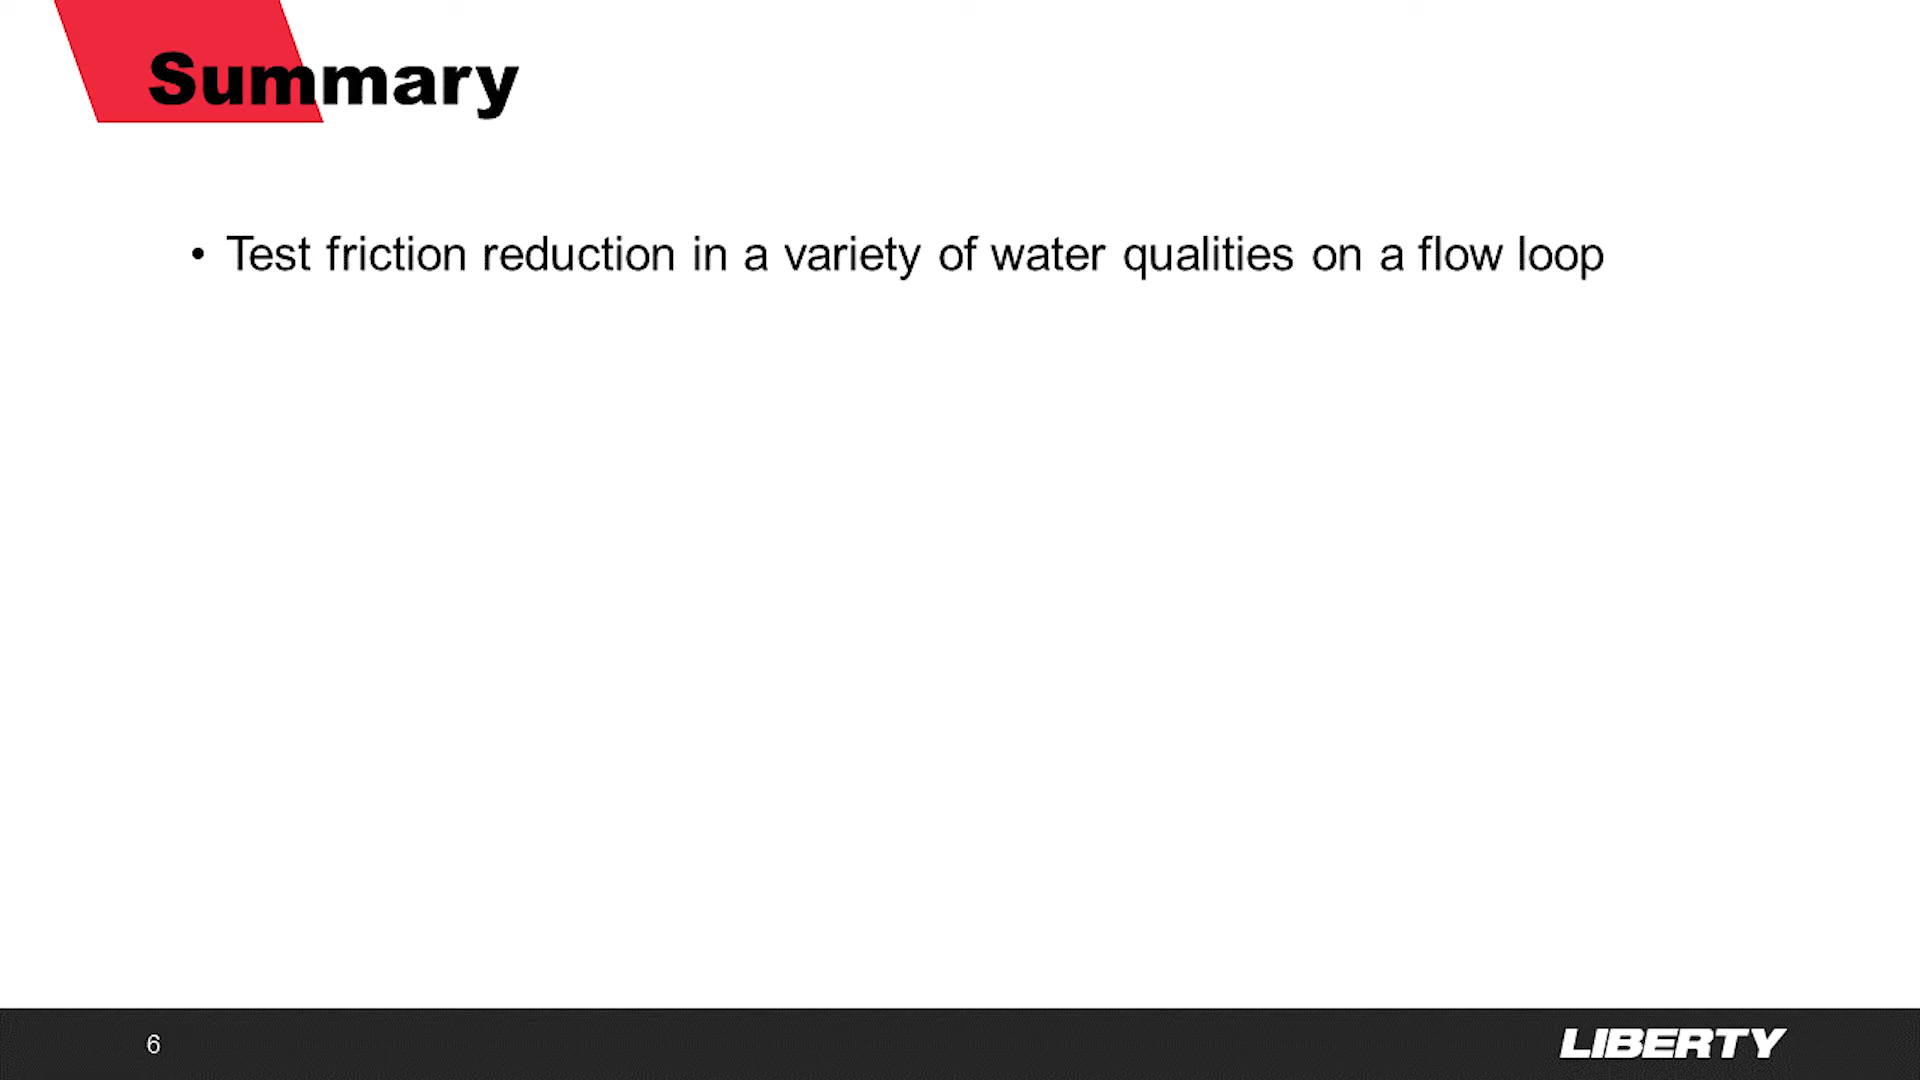 Summary
• Test friction reduction in a variety of water qualities on a flow loop
6
LIBERTY